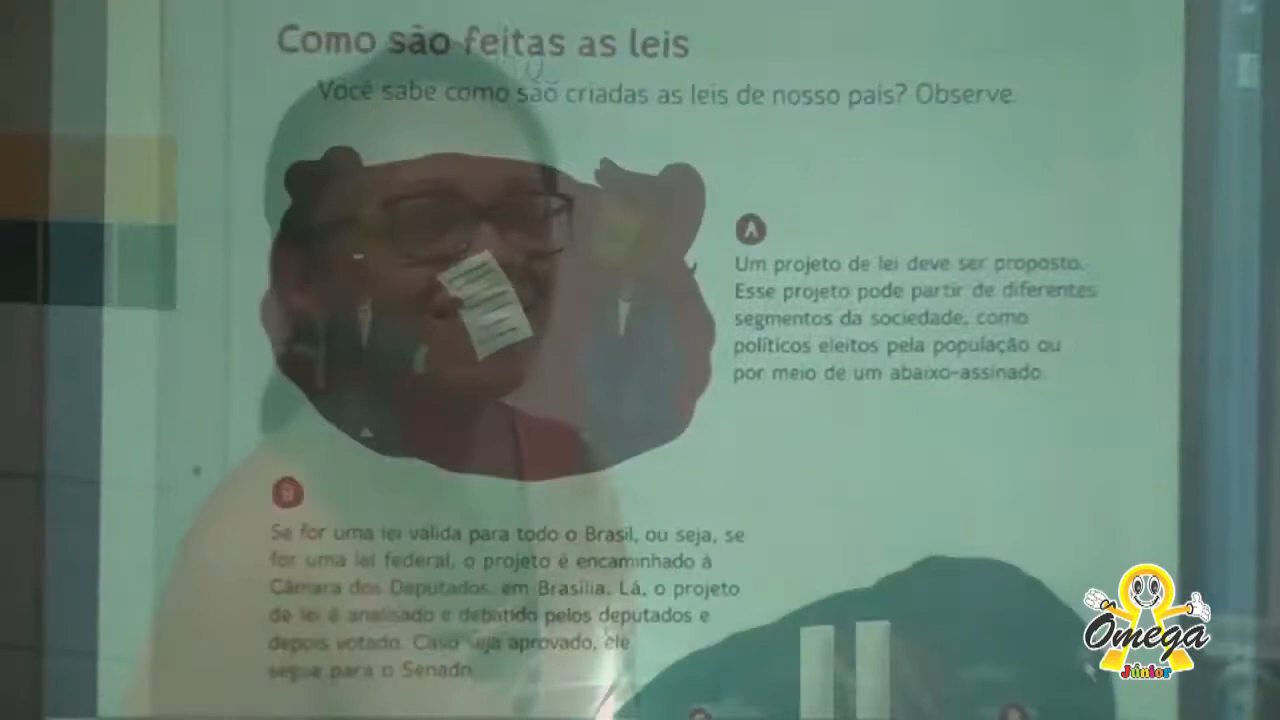 Como são feitas as leis
Você sabe como são criadas as leis de nosso país? Observe.
A
Um projeto de lei deve ser proposto.
Esse projeto pode partir de diferentes
segmentos da sociedade, como
políticos eleitos pela população ou
por meio de um abaixo-assinado.
B
Se for uma lei válida para todo o Brasil, ou seja, se
for uma lei federal, o projeto é encaminhado à
Câmara dos Deputados, em Brasília. Lá, o projeto
de lei é analisado e debatido pelos deputados e
depois votado. Caso seja aprovado, ele
segue para o Senado.
Omega
Júnior